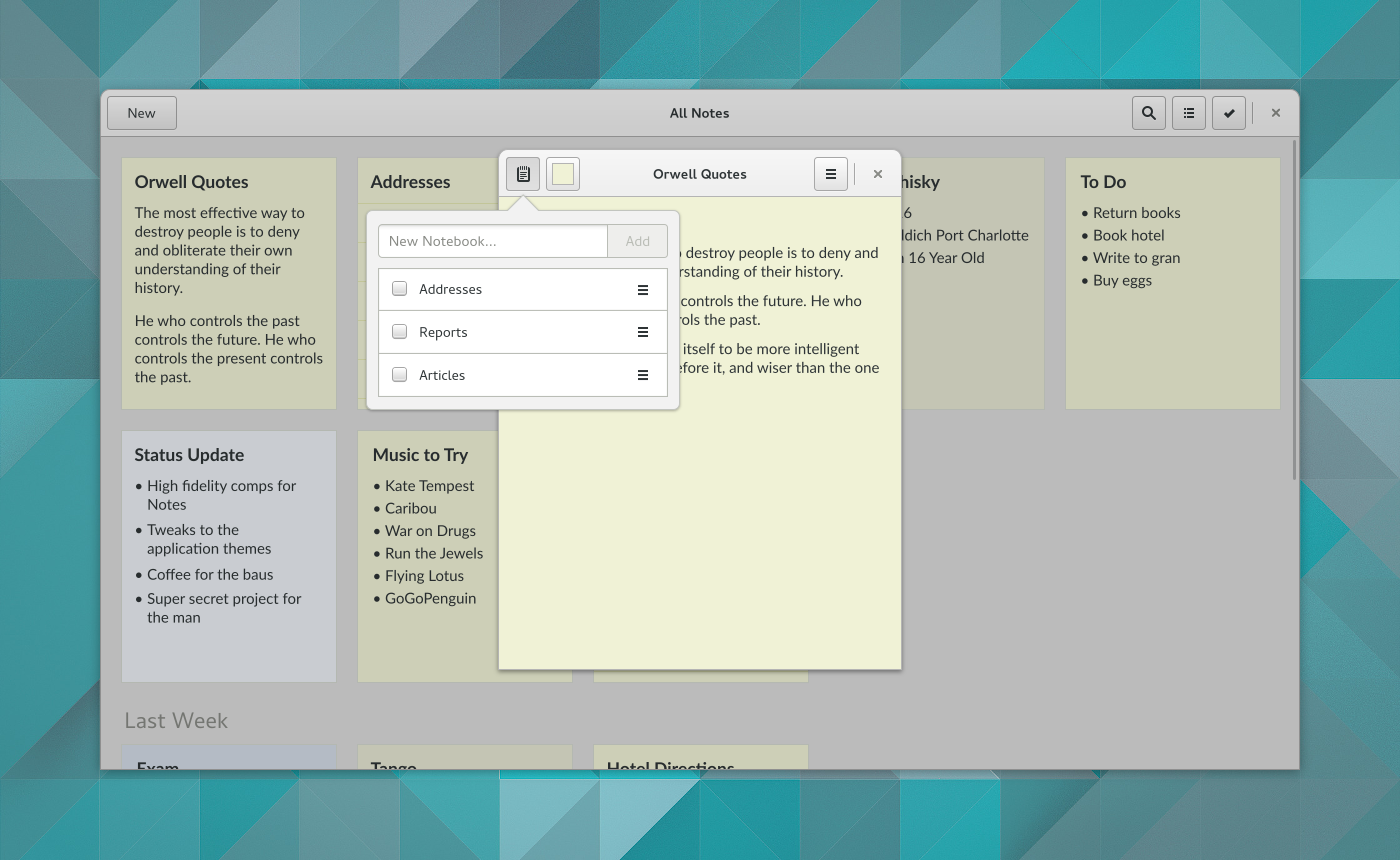 New
All Notes
Orwell Quotes
The most effective way to
destroy people is to deny
and obliterate their own
understanding of their
history.
He who controls the past
controls the future. He who
controls the present controls
the past.
Addresses
Orwell Quotes
destroy people is to deny and
of their history.
controls the future. He who
the past.
itself to be more intelligent
it, and wiser than the one
New Notebook...
Add
Addresses
Reports
Articles
6
Port Charlotte
16 Year Old
To Do
• Return books
• Book hotel
• Write to gran
• Buy eggs
Status Update
• High fidelity comps for
Notes
• Tweaks to the
application themes
• Coffee for the baus
• Super secret project for
the man
Music to Try
• Kate Tempest
• Caribou
• War on Drugs
• Run the Jewels
• Flying Lotus
• GoGoPenguin
Last Week
Exam
Tango
Hotel Directions